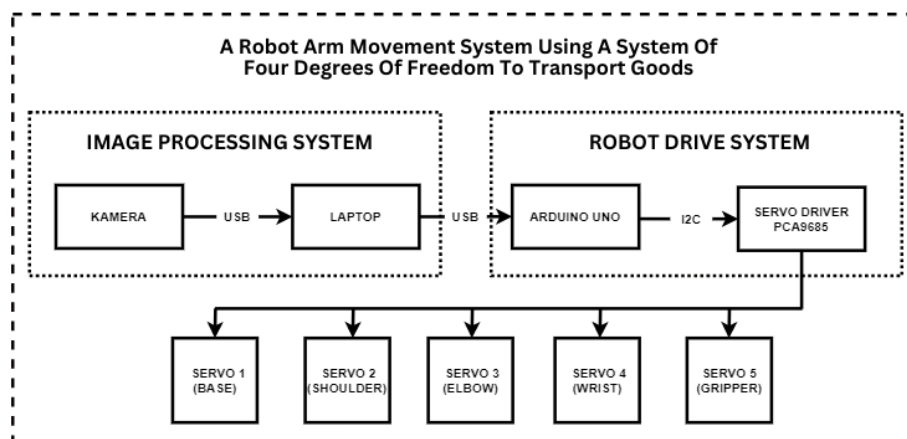 A Robot Arm Movement System Using A System Of
Four Degrees Of Freedom To Transport Goods
IMAGE PROCESSING SYSTEM
ROBOT DRIVE SYSTEM
KAMERA
USB
LAPTOP
USB
ARDUINO UNO
I2C
SERVO DRIVER
PCA9685
SERVO 1
(BASE)
SERVO 2
(SHOULDER)
SERVO 3
(ELBOW)
SERVO 4
(WRIST)
SERVO 5
(GRIPPER)